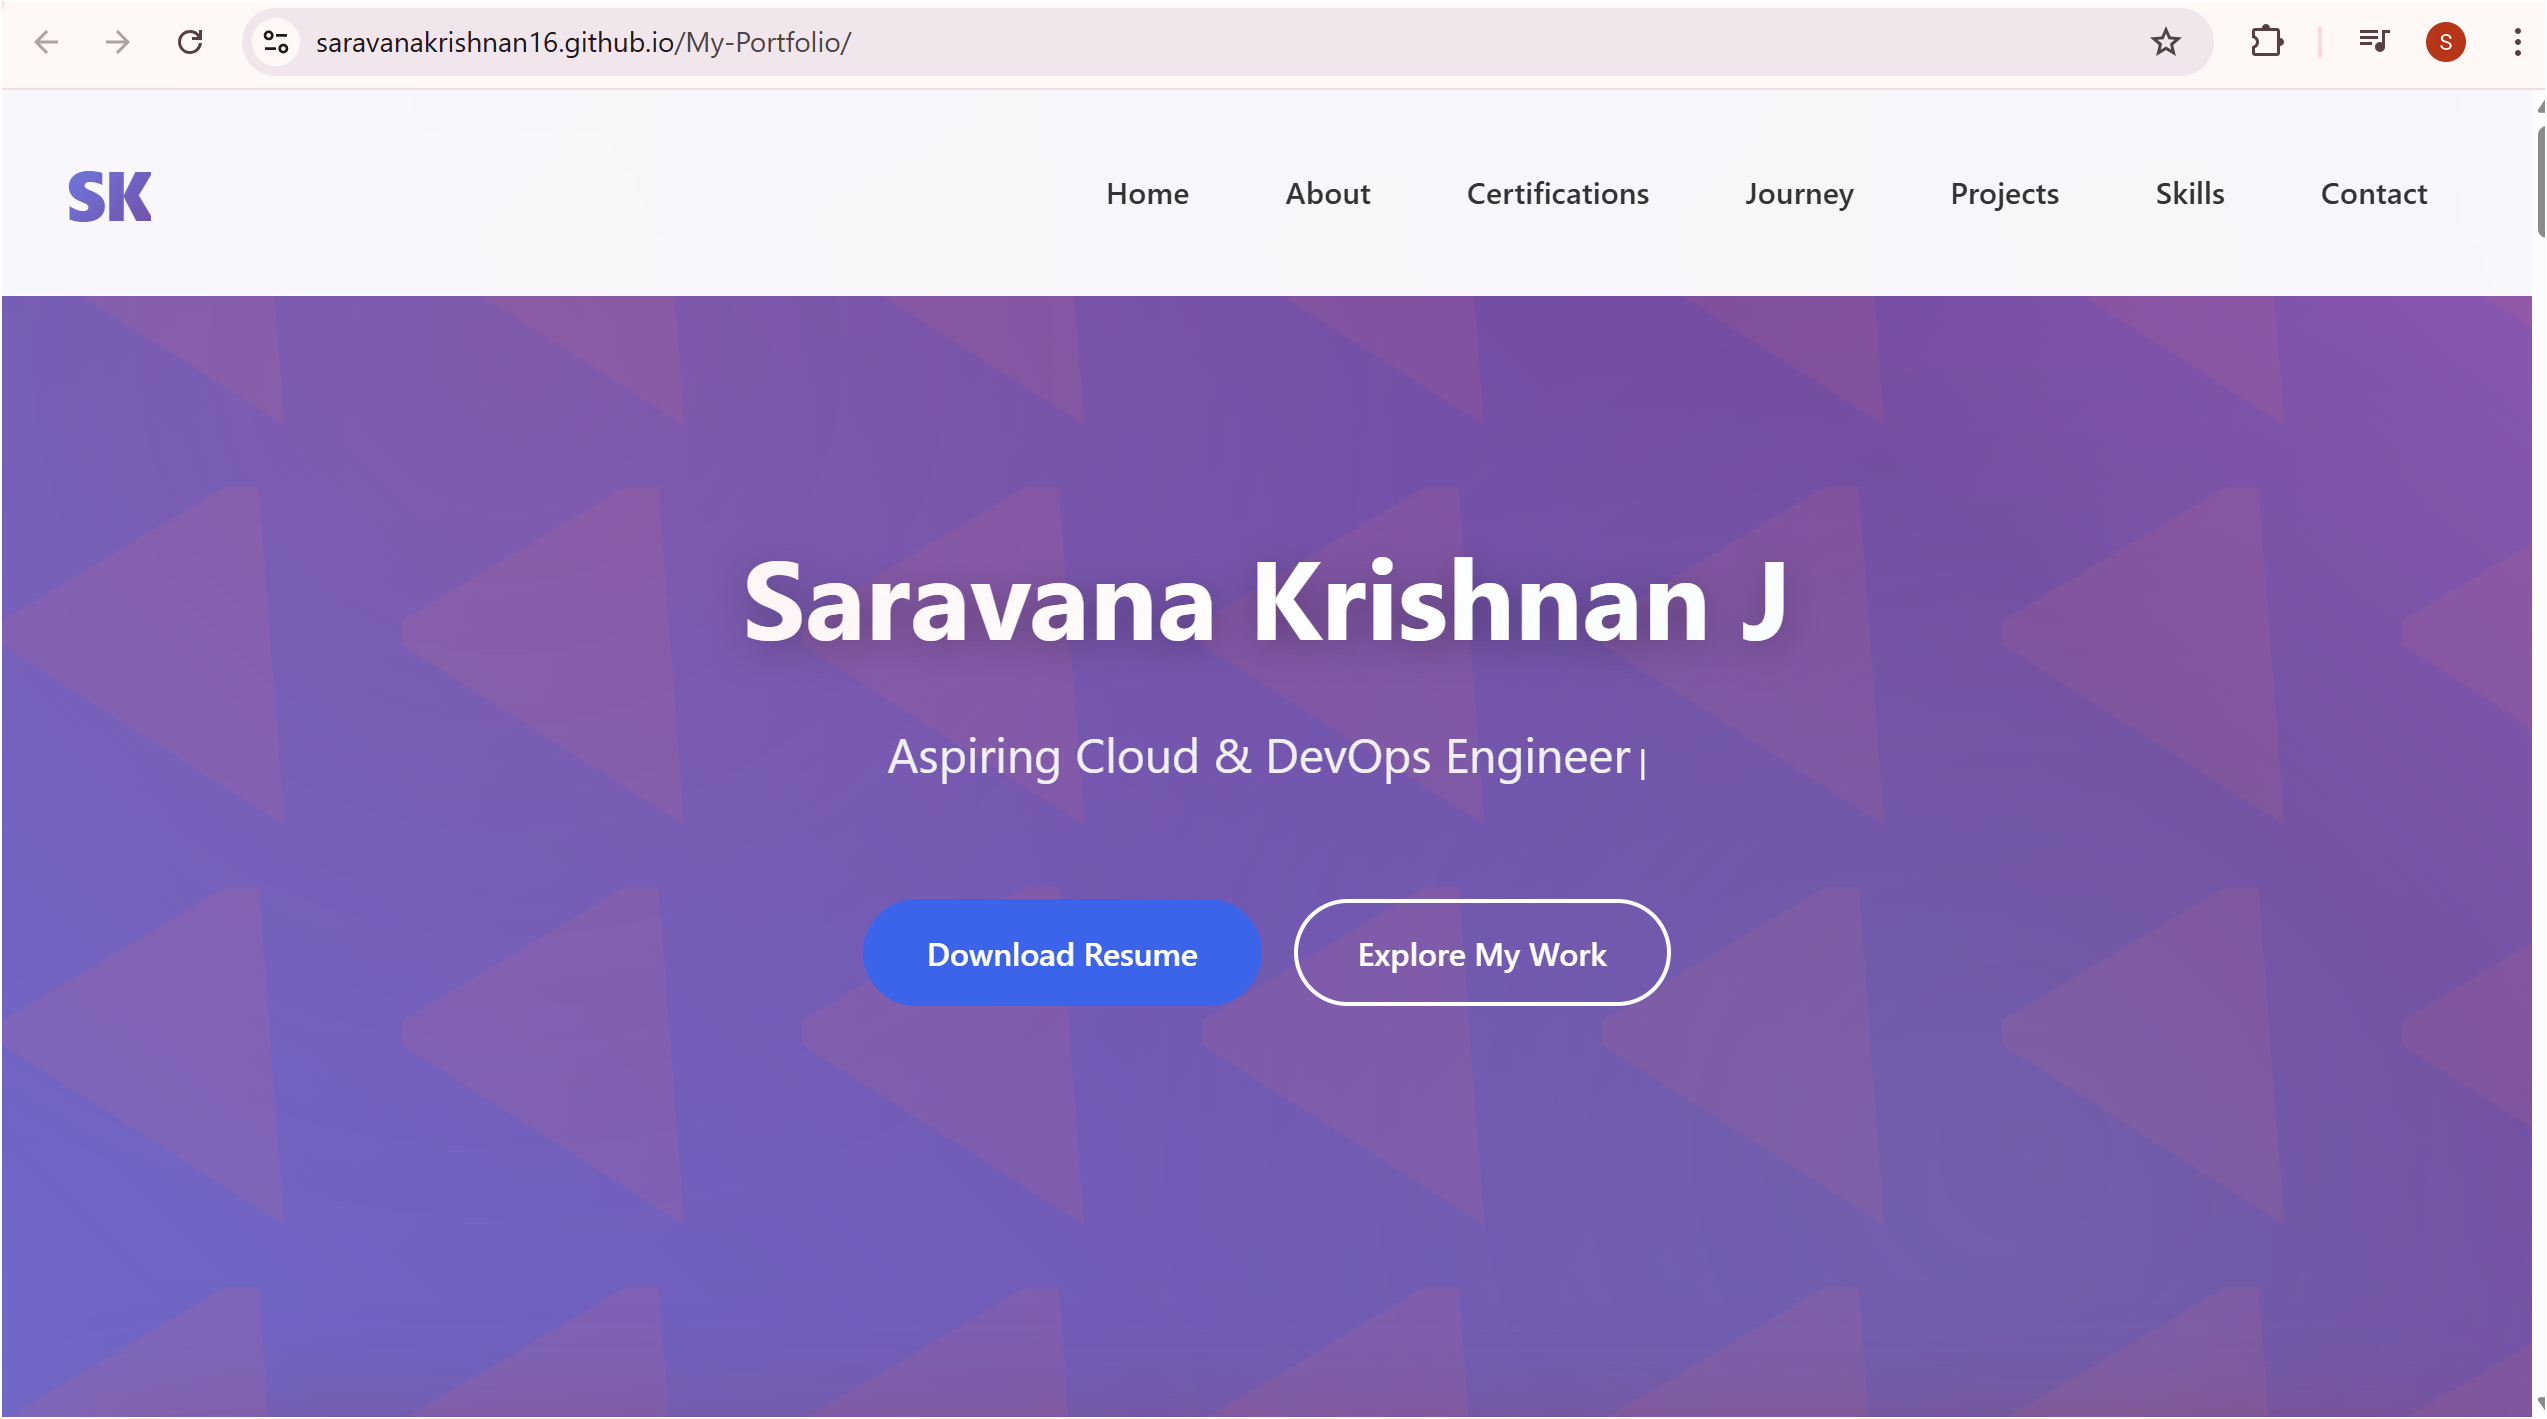 saravanakrishnan16.github.io/My-Portfolio/
S
SK
Home About Certifications Journey Projects Skills Contact
Saravana Krishnan J
Aspiring Cloud & DevOps Engineer|
Download Resume Explore My Work